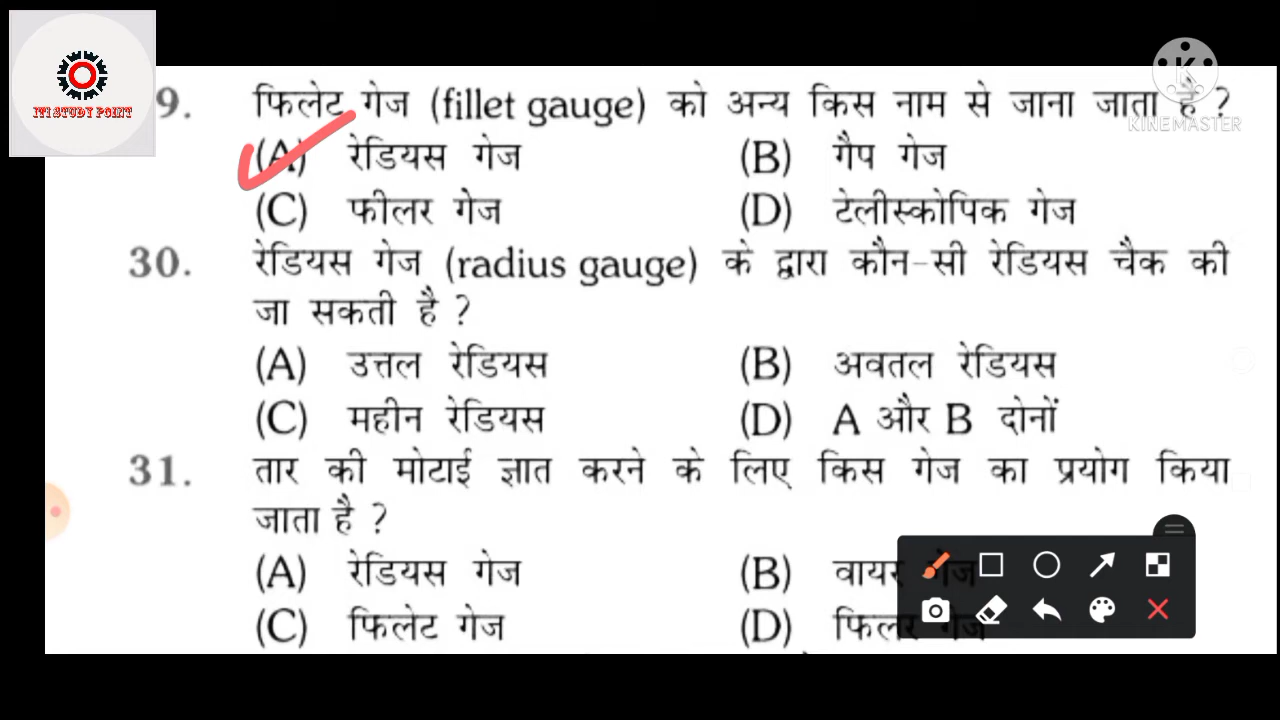 ITI STUDY POINT
KINEMASTER
9. फिलेट गेज (fillet gauge) को अन्य किस नाम से जाना जाता है ?
(A) रेडियस गेज (B) गैप गेज
(C) फीलर गेज (D) टेलीस्कोपिक गेज
30. रेडियस गेज (radius gauge) के द्वारा कौन-सी रेडियस चैक की
जा सकती है ?
(A) उत्तल रेडियस (B) अवतल रेडियस
(C) महीन रेडियस (D) A और B दोनों
31. तार की मोटाई ज्ञात करने के लिए किस गेज का प्रयोग किया
जाता है ?
(A) रेडियस गेज (B) वायर गेज
(C) फिलेट गेज (D) फिलर गेज